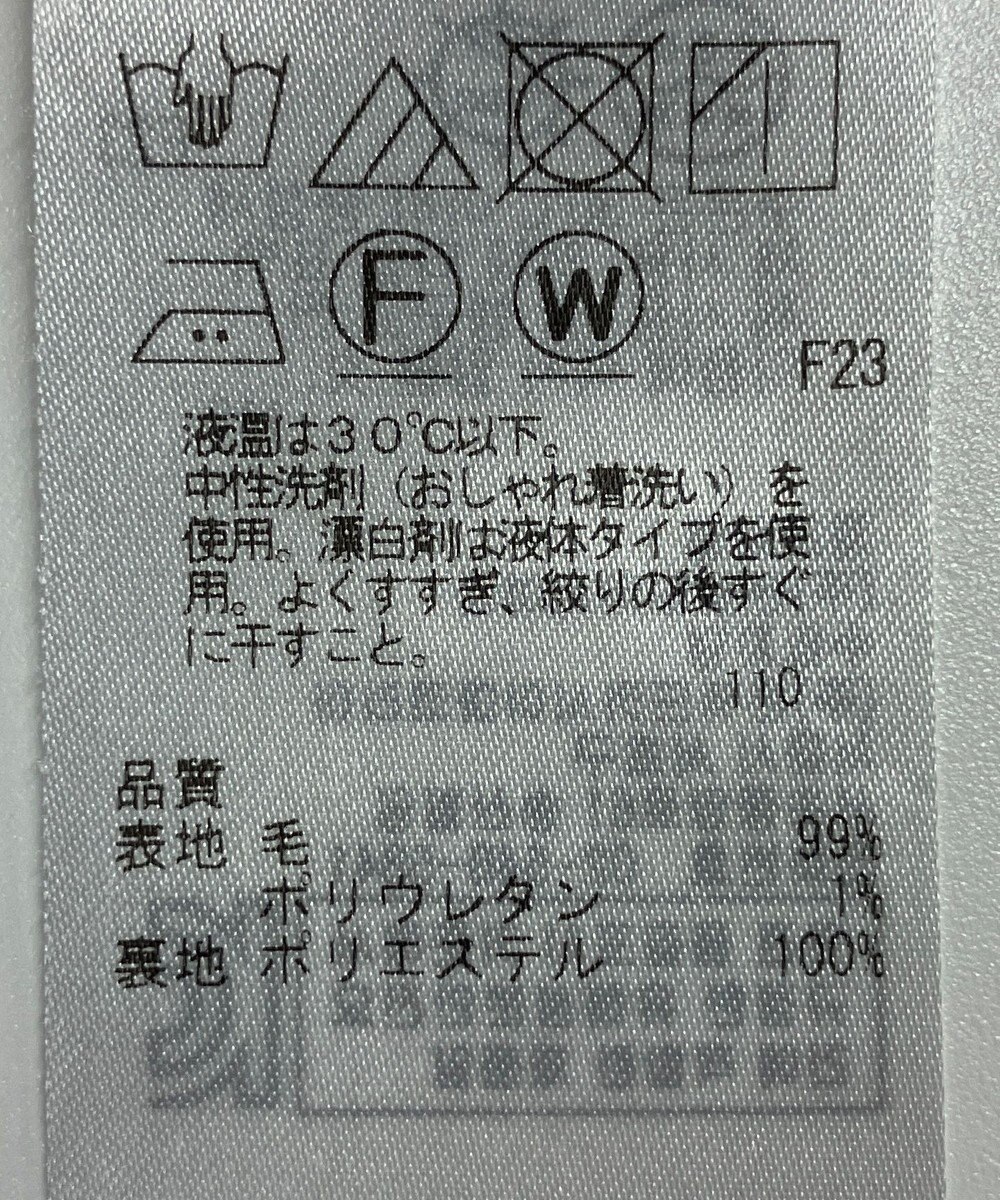 F
W
F23
液温は30℃以下。
中性洗剤（おしゃれ着洗い）を
使用。漂白剤は液体タイプを使
用。よくすすぎ、絞りの後すぐ
に干すこと。
110
品質
表地 毛 99%
ポリウレタン 1%
裏地 ポリエステル 100%